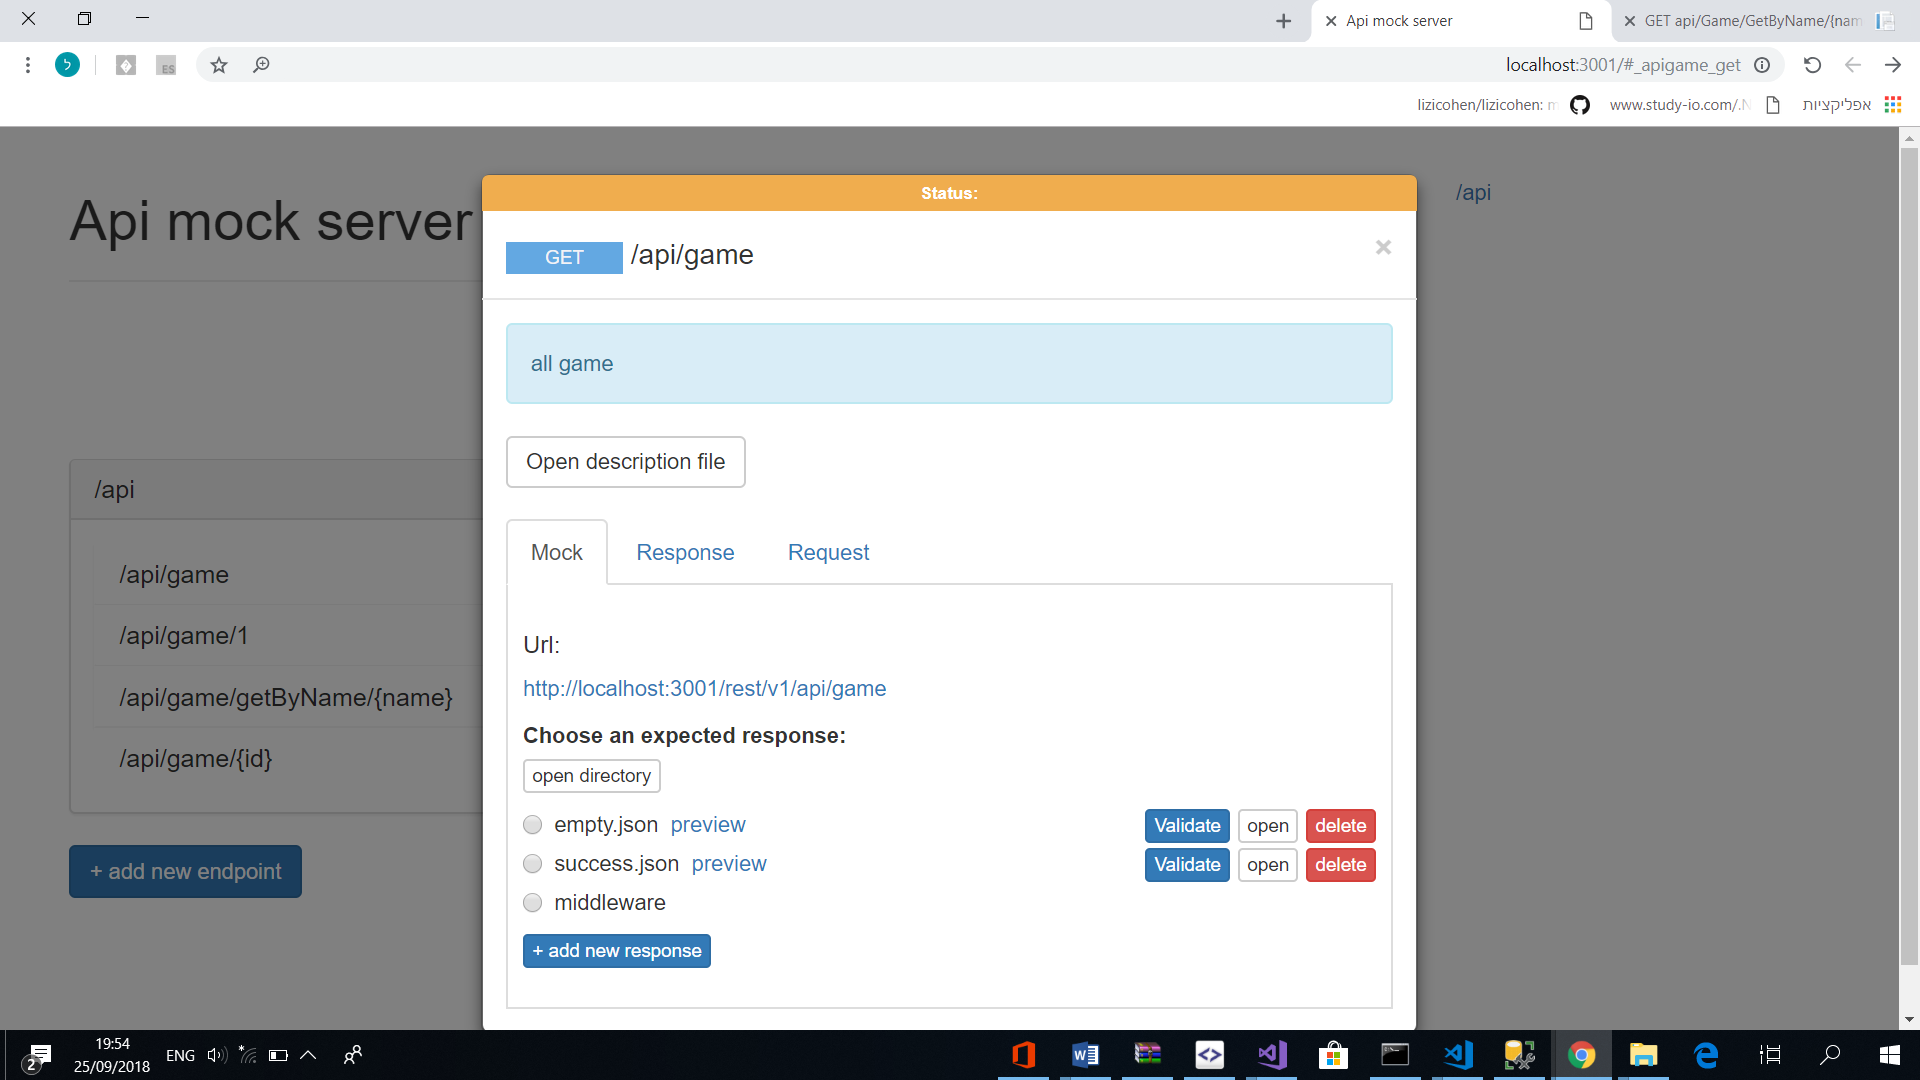 Api mock server
GET api/Game/GetByName/{nam
ל
ES
localhost:3001/#_apigame_get
lizicohen/lizicohen: m
www.study-io.com/.N
אפליקציות
Api mock server
/api
Status:
GET /api/game
×
all game
Open description file
/api
/api/game
/api/game/1
/api/game/getByName/{name}
/api/game/{id}
+ add new endpoint
Mock Response Request
Url:
http://localhost:3001/rest/v1/api/game
Choose an expected response:
open directory
empty.json preview Validate open delete
success.json preview Validate open delete
middleware
+ add new response
2
19:54
25/09/2018
ENG